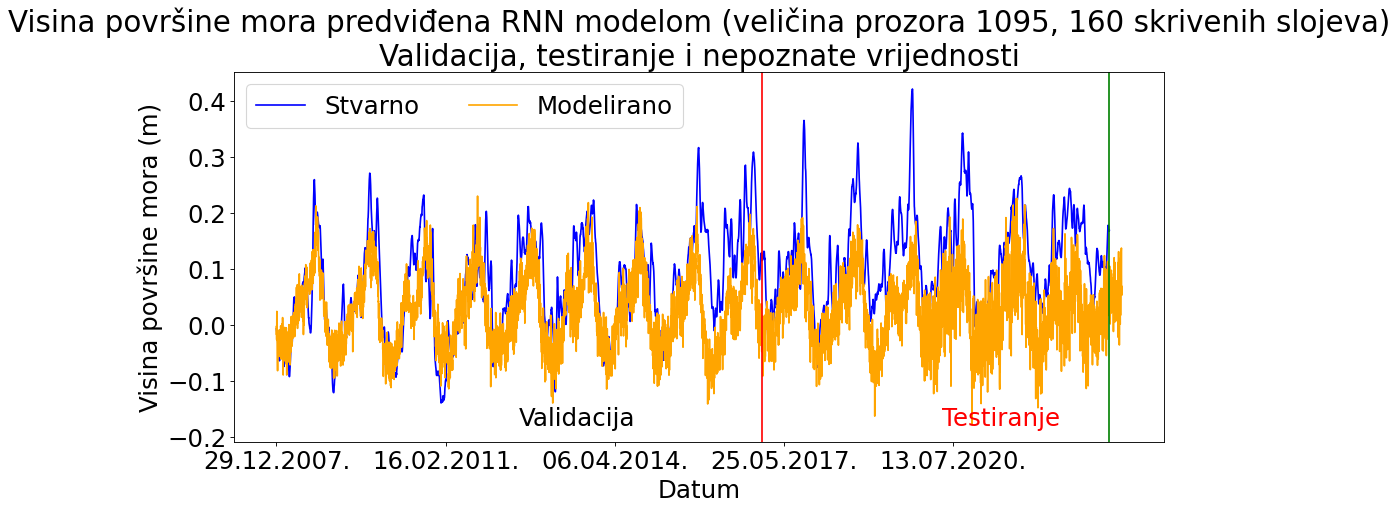 Visina površine mora predviđena RNN modelom (veličina prozora 1095, 160 skrivenih slojeva)
Validacija, testiranje i nepoznate vrijednosti
Stvarno
Modelirano
Visina površine mora (m)
0.4
0.3
0.2
0.1
0.0
−0.1
−0.2
Validacija
Testiranje
29.12.2007.
16.02.2011.
06.04.2014.
25.05.2017.
13.07.2020.
Datum